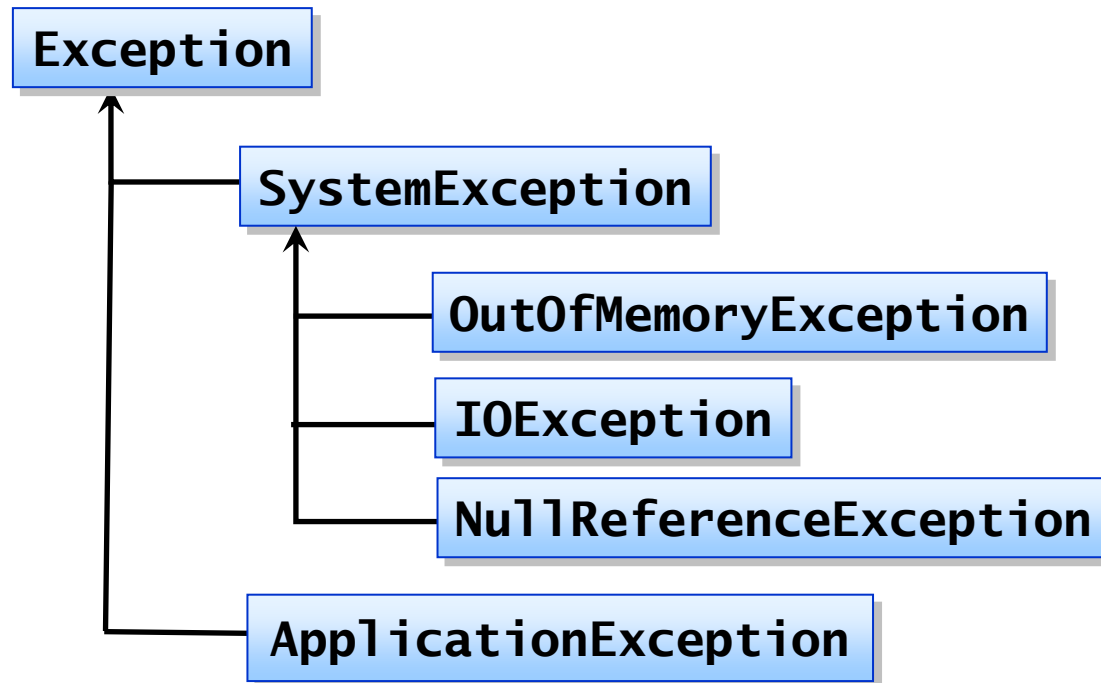 Exception
SystemException
OutOfMemoryException
IOException
NullReferenceException
ApplicationException